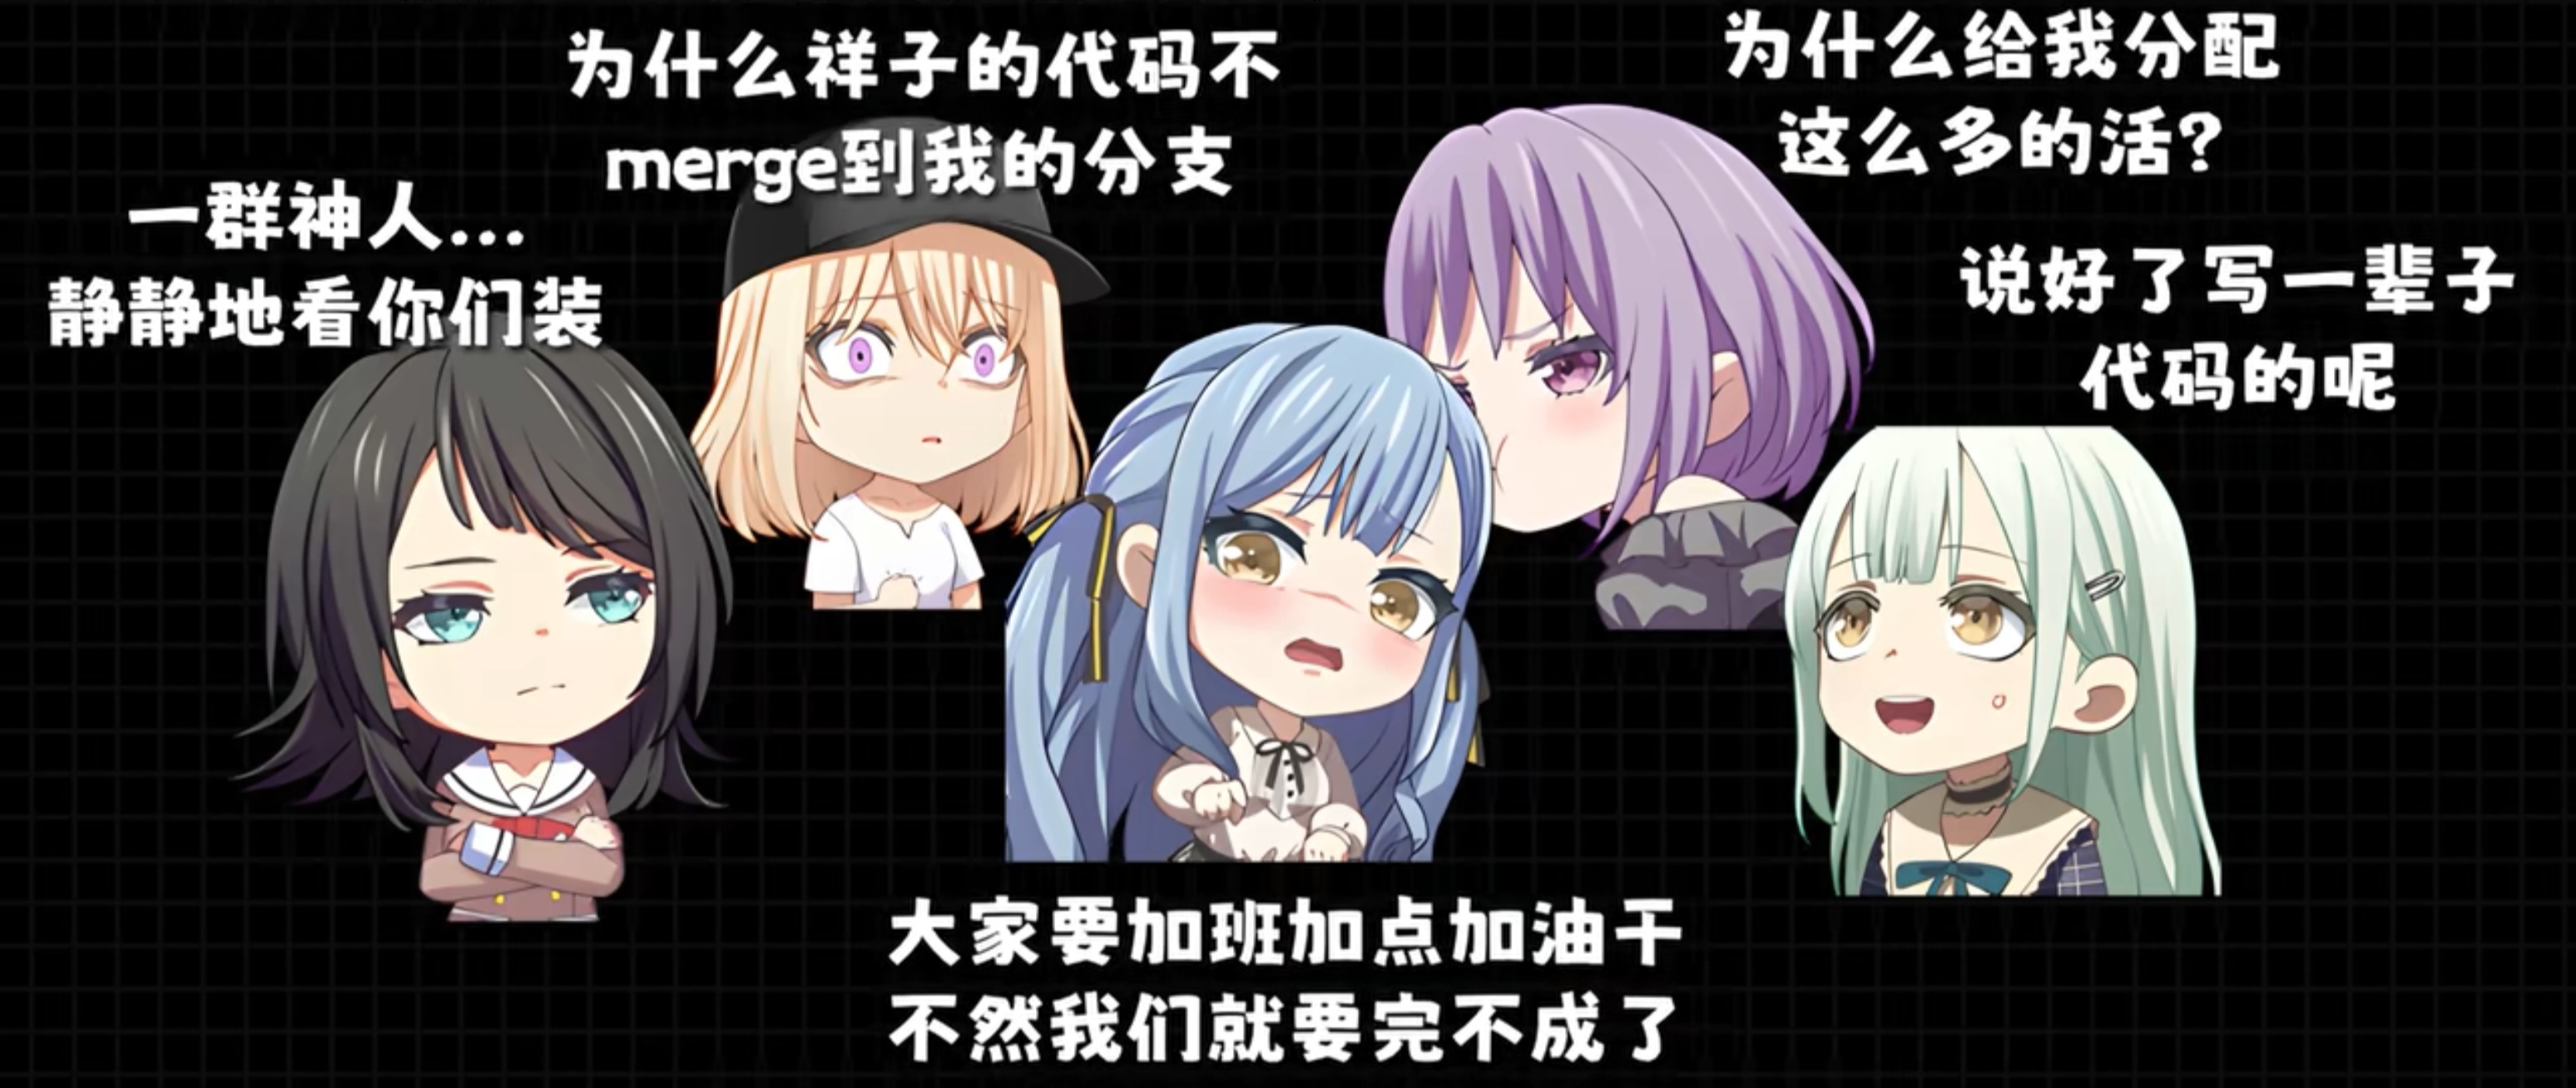 为什么祥子的代码不
merge到我的分支
为什么给我分配
这么多的活?
一群神人...
静静地看你们装
说好了写一辈子
代码的呢
大家要加班加点加油干
不然我们就要完不成了